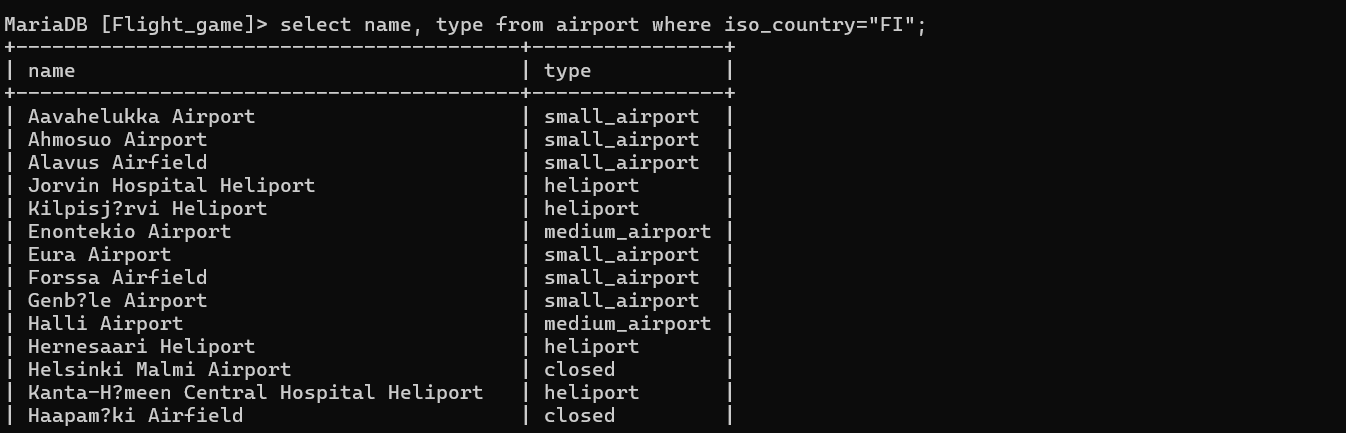 MariaDB [Flight_game]> select name, type from airport where iso_country="FI";
+------------------------------------------+----------------+
| name                                     | type           |
+------------------------------------------+----------------+
| Aavahelukka Airport                      | small_airport  |
| Ahmosuo Airport                          | small_airport  |
| Alavus Airfield                          | small_airport  |
| Jorvin Hospital Heliport                 | heliport       |
| Kilpisj?rvi Heliport                     | heliport       |
| Enontekio Airport                        | medium_airport |
| Eura Airport                             | small_airport  |
| Forssa Airfield                          | small_airport  |
| Genb?le Airport                          | small_airport  |
| Halli Airport                            | medium_airport |
| Hernesaari Heliport                      | heliport       |
| Helsinki Malmi Airport                   | closed         |
| Kanta-H?meen Central Hospital Heliport   | heliport       |
| Haapam?ki Airfield                       | closed         |